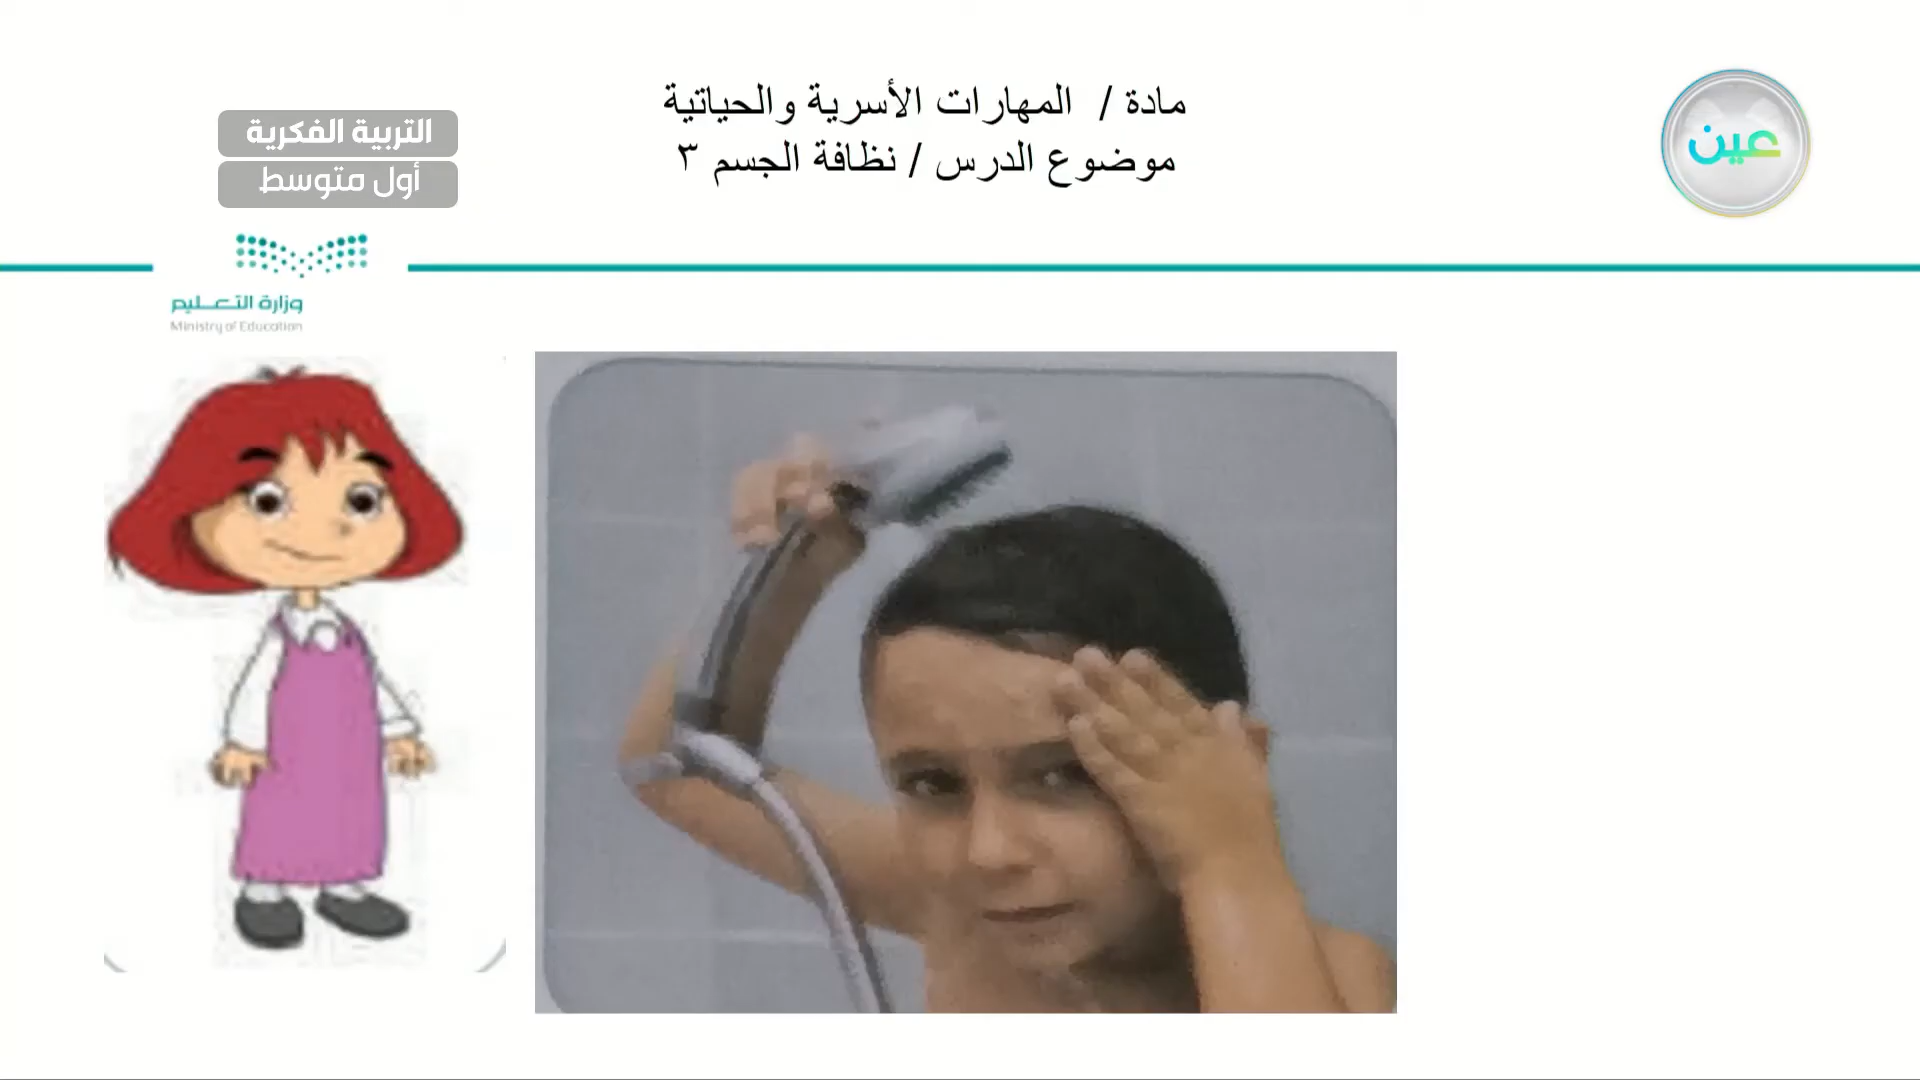 مادة / المهارات الأسرية والحياتية
موضوع الدرس / نظافة الجسم ٣
عين
التربية الفكرية
أول متوسط
وزارة التعليم
Ministry of Education